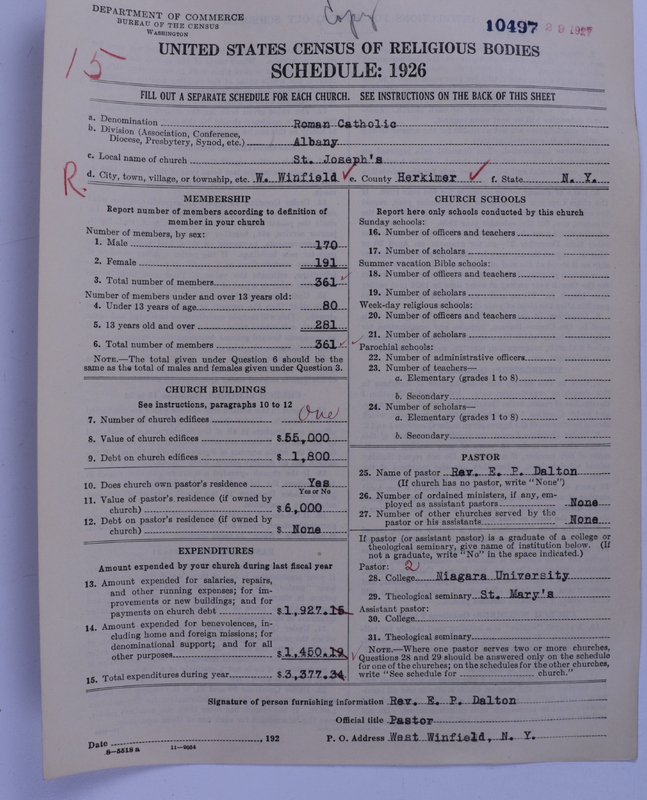 DEPARTMENT OF COMMERCE
BUREAU OF THE CENSUS
WASHINGTON
Copy
10497
29 1927
15
UNITED STATES CENSUS OF RELIGIOUS BODIES
SCHEDULE: 1926
FILL OUT A SEPARATE SCHEDULE FOR EACH CHURCH. SEE INSTRUCTIONS ON THE BACK OF THIS SHEET
a. Denomination Roman Catholic
b. Division (Association, Conference,
Diocese, Presbytery, Synod, etc.) Albany
c. Local name of church St. Joseph's
R.
d. City, town, village, or township, etc. W. Winfield e. County Herkimer f. State N. Y.
MEMBERSHIP
Report number of members according to definition of
member in your church
Number of members, by sex:
1. Male 170
2. Female 191
3. Total number of members 361
Number of members under and over 13 years old:
4. Under 13 years of age 80
5. 13 years old and over 281
6. Total number of members 361
NOTE.—The total given under Question 6 should be the
same as the total of males and females given under Question 3.
CHURCH BUILDINGS
See instructions, paragraphs 10 to 12
7. Number of church edifices One
8. Value of church edifices $55,000
9. Debt on church edifices $ 1,800
10. Does church own pastor's residence Yes
Yes or No
11. Value of pastor's residence (if owned by
church) $6,000
12. Debt on pastor's residence (if owned by
church) $ None
EXPENDITURES
Amount expended by your church during last fiscal year
13. Amount expended for salaries, repairs,
and other running expenses; for im-
provements or new buildings; and for
payments on church debt $1,927.15
14. Amount expended for benevolences, in-
cluding home and foreign missions; for
denominational support; and for all
other purposes $1,450.19
15. Total expenditures during year $3,377.34
CHURCH SCHOOLS
Report here only schools conducted by this church
Sunday schools:
16. Number of officers and teachers
17. Number of scholars
Summer vacation Bible schools:
18. Number of officers and teachers
19. Number of scholars
Week-day religious schools:
20. Number of officers and teachers
21. Number of scholars
Parochial schools:
22. Number of administrative officers
23. Number of teachers—
a. Elementary (grades 1 to 8)
b. Secondary
24. Number of scholars—
a. Elementary (grades 1 to 8)
b. Secondary
PASTOR
25. Name of pastor Rev. E. P. Dalton
(If church has no pastor, write "None")
26. Number of ordained ministers, if any, em-
ployed as assistant pastors None
27. Number of other churches served by the
pastor or his assistants None
If pastor (or assistant pastor) is a graduate of a college or
theological seminary, give name of institution below. (If
not a graduate, write "No" in the space indicated.)
Pastor: 2
28. College Niagara University
29. Theological seminary St. Mary's
Assistant pastor:
30. College
31. Theological seminary
NOTE.—Where one pastor serves two or more churches,
Questions 28 and 29 should be answered only on the schedule
for one of the churches; on the schedules for the other churches,
write "See schedule for church."
Signature of person furnishing information Rev. E. P. Dalton
Official title Pastor
Date , 192 P. O. Address West Winfield, N. Y.
8—5518 a 11—9034